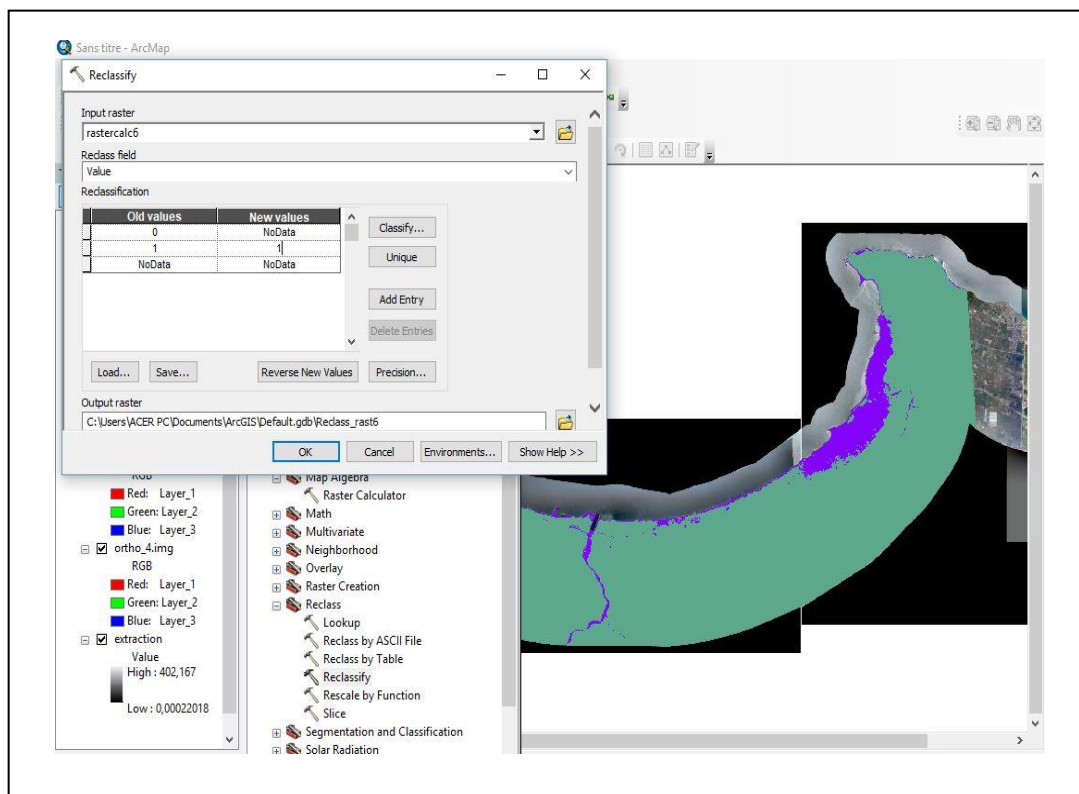 Sans titre - ArcMap
Reclassify
Input raster
rastercalc6
Reclass field
Value
Reclassification
Old values New values
0 NoData
1 1
NoData NoData
Classify...
Unique
Add Entry
Delete Entries
Load... Save... Reverse New Values Precision...
Output raster
C:\Users\ACER PC\Documents\ArcGIS\Default.gdb\Reclass_rast6
OK Cancel Environments... Show Help >>
RGB
Red: Layer_1
Green: Layer_2
Blue: Layer_3
ortho_4.img
RGB
Red: Layer_1
Green: Layer_2
Blue: Layer_3
extraction
Value
High : 402,167
Low : 0,00022018
Map Algebra
Raster Calculator
Math
Multivariate
Neighborhood
Overlay
Raster Creation
Reclass
Lookup
Reclass by ASCII File
Reclass by Table
Reclassify
Rescale by Function
Slice
Segmentation and Classification
Solar Radiation